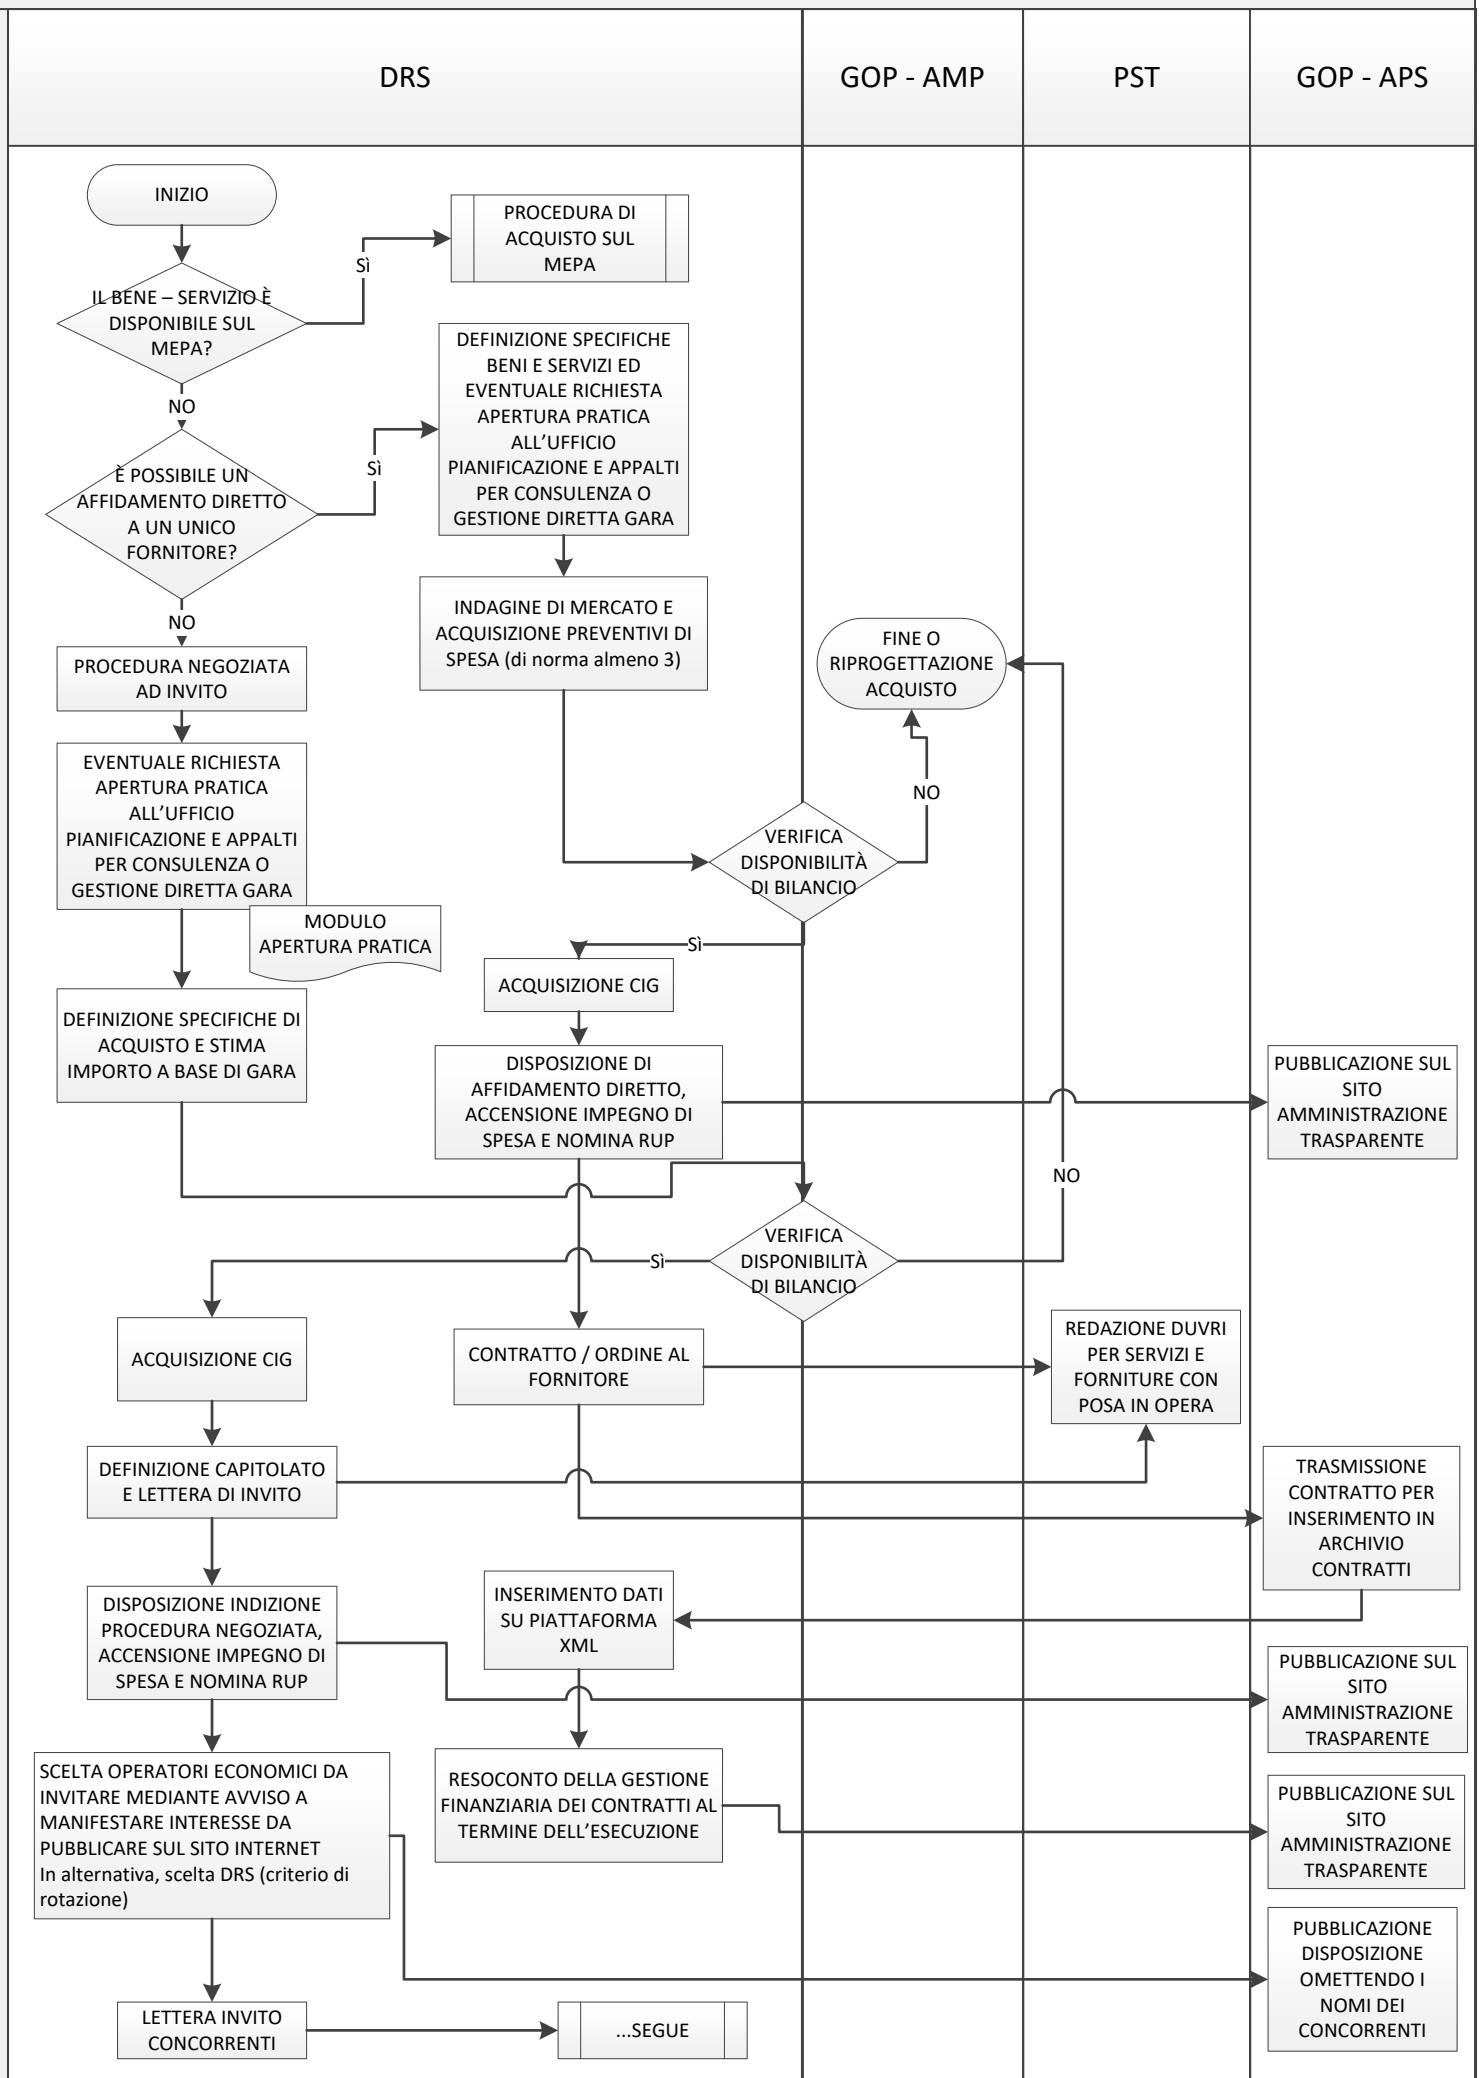 DRS
GOP - AMP
PST
GOP - APS
INIZIO
PROCEDURA DI
ACQUISTO SUL
MEPA
Sì
IL BENE – SERVIZIO È
DISPONIBILE SUL
MEPA?
NO
DEFINIZIONE SPECIFICHE
BENI E SERVIZI ED
EVENTUALE RICHIESTA
APERTURA PRATICA
ALL’UFFICIO
PIANIFICAZIONE E APPALTI
PER CONSULENZA O
GESTIONE DIRETTA GARA
Sì
È POSSIBILE UN
AFFIDAMENTO DIRETTO
A UN UNICO
FORNITORE?
NO
INDAGINE DI MERCATO E
ACQUISIZIONE PREVENTIVI DI
SPESA (di norma almeno 3)
FINE O
RIPROGETTAZIONE
ACQUISTO
PROCEDURA NEGOZIATA
AD INVITO
EVENTUALE RICHIESTA
APERTURA PRATICA
ALL’UFFICIO
PIANIFICAZIONE E APPALTI
PER CONSULENZA O
GESTIONE DIRETTA GARA
NO
VERIFICA
DISPONIBILITÀ
DI BILANCIO
MODULO
APERTURA PRATICA
Sì
ACQUISIZIONE CIG
DEFINIZIONE SPECIFICHE DI
ACQUISTO E STIMA
IMPORTO A BASE DI GARA
DISPOSIZIONE DI
AFFIDAMENTO DIRETTO,
ACCENSIONE IMPEGNO DI
SPESA E NOMINA RUP
PUBBLICAZIONE SUL
SITO
AMMINISTRAZIONE
TRASPARENTE
NO
VERIFICA
DISPONIBILITÀ
DI BILANCIO
Sì
ACQUISIZIONE CIG
CONTRATTO / ORDINE AL
FORNITORE
REDAZIONE DUVRI
PER SERVIZI E
FORNITURE CON
POSA IN OPERA
DEFINIZIONE CAPITOLATO
E LETTERA DI INVITO
TRASMISSIONE
CONTRATTO PER
INSERIMENTO IN
ARCHIVIO
CONTRATTI
DISPOSIZIONE INDIZIONE
PROCEDURA NEGOZIATA,
ACCENSIONE IMPEGNO DI
SPESA E NOMINA RUP
INSERIMENTO DATI
SU PIATTAFORMA
XML
PUBBLICAZIONE SUL
SITO
AMMINISTRAZIONE
TRASPARENTE
SCELTA OPERATORI ECONOMICI DA
INVITARE MEDIANTE AVVISO A
MANIFESTARE INTERESSE DA
PUBBLICARE SUL SITO INTERNET
In alternativa, scelta DRS (criterio di
rotazione)
RESOCONTO DELLA GESTIONE
FINANZIARIA DEI CONTRATTI AL
TERMINE DELL’ESECUZIONE
PUBBLICAZIONE SUL
SITO
AMMINISTRAZIONE
TRASPARENTE
PUBBLICAZIONE
DISPOSIZIONE
OMETTENDO I
NOMI DEI
CONCORRENTI
LETTERA INVITO
CONCORRENTI
...SEGUE